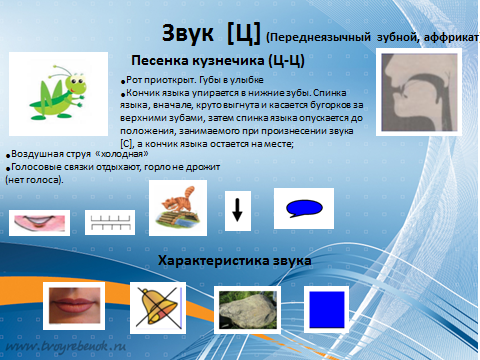 Звук [Ц] (Переднеязычный зубной, аффрикат
Песенка кузнечика (Ц-Ц)
•Рот приоткрыт. Губы в улыбке
•Кончик языка упирается в нижние зубы. Спинка
языка, вначале, круто выгнута и касается бугорков за
верхними зубами, затем спинка языка опускается до
положения, занимаемого при произнесении звука
[С], а кончик языка остается на месте;
•Воздушная струя «холодная»
•Голосовые связки отдыхают, горло не дрожит
(нет голоса).
Характеристика звука
www.tvoyrebenok.ru